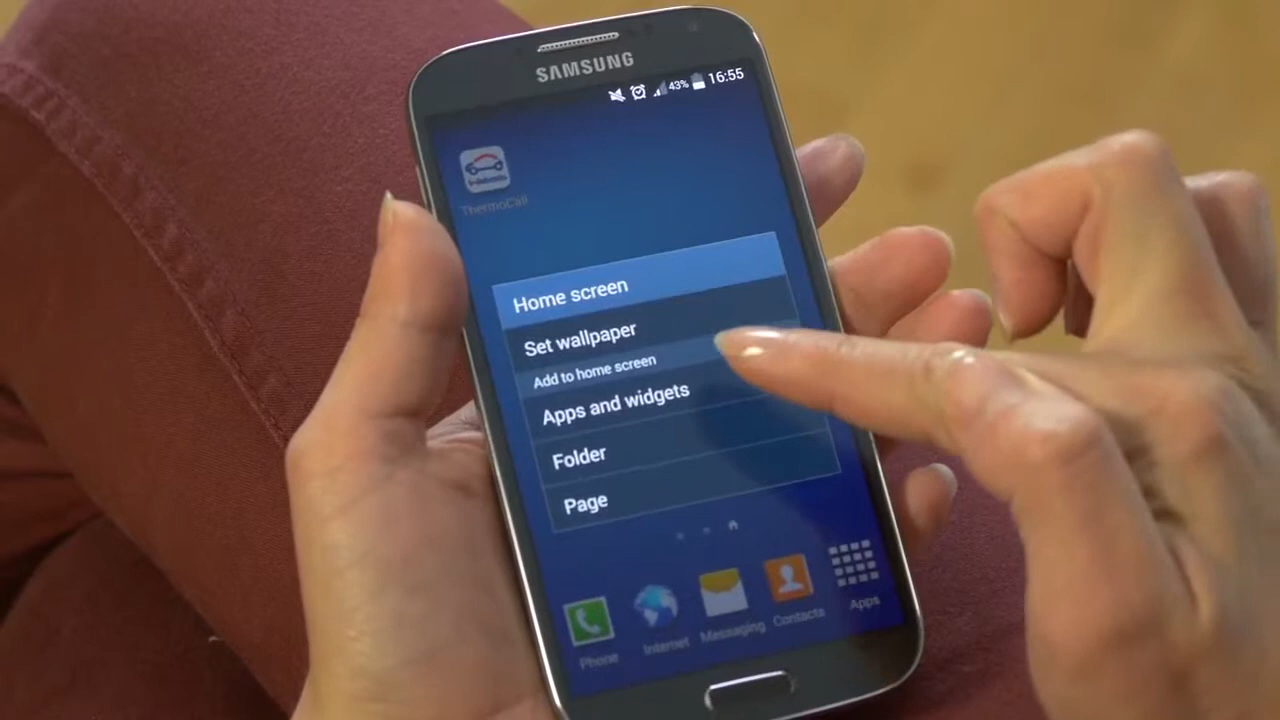 SAMSUNG
43% 16:55
ThermoCall
Home screen
Set wallpaper
Add to home screen
Apps and widgets
Folder
Page
Phone Internet Messaging Contacts Apps